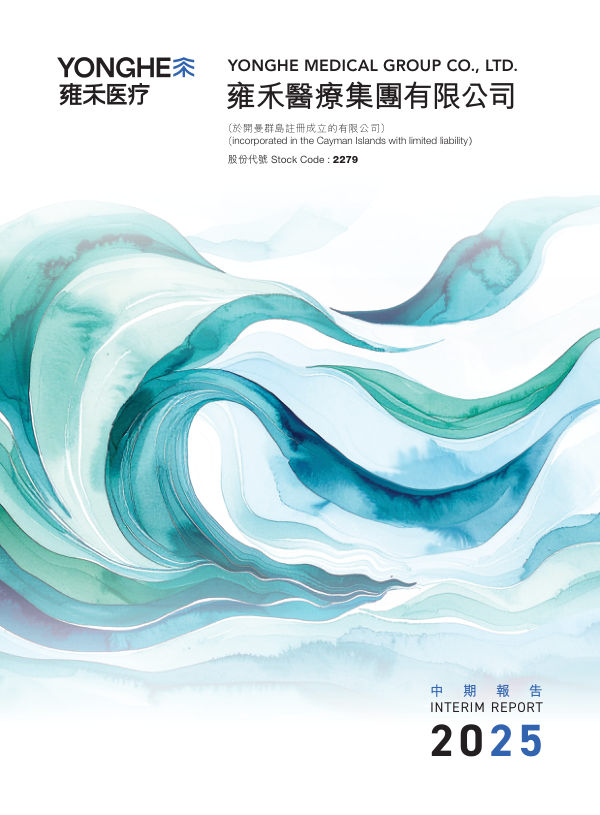 YONGHE
雍禾医疗
YONGHE MEDICAL GROUP CO., LTD.
雍禾醫療集團有限公司
（於開曼群島註冊成立的有限公司）
(incorporated in the Cayman Islands with limited liability)
股份代號 Stock Code : 2279
中期報告
INTERIM REPORT
2025